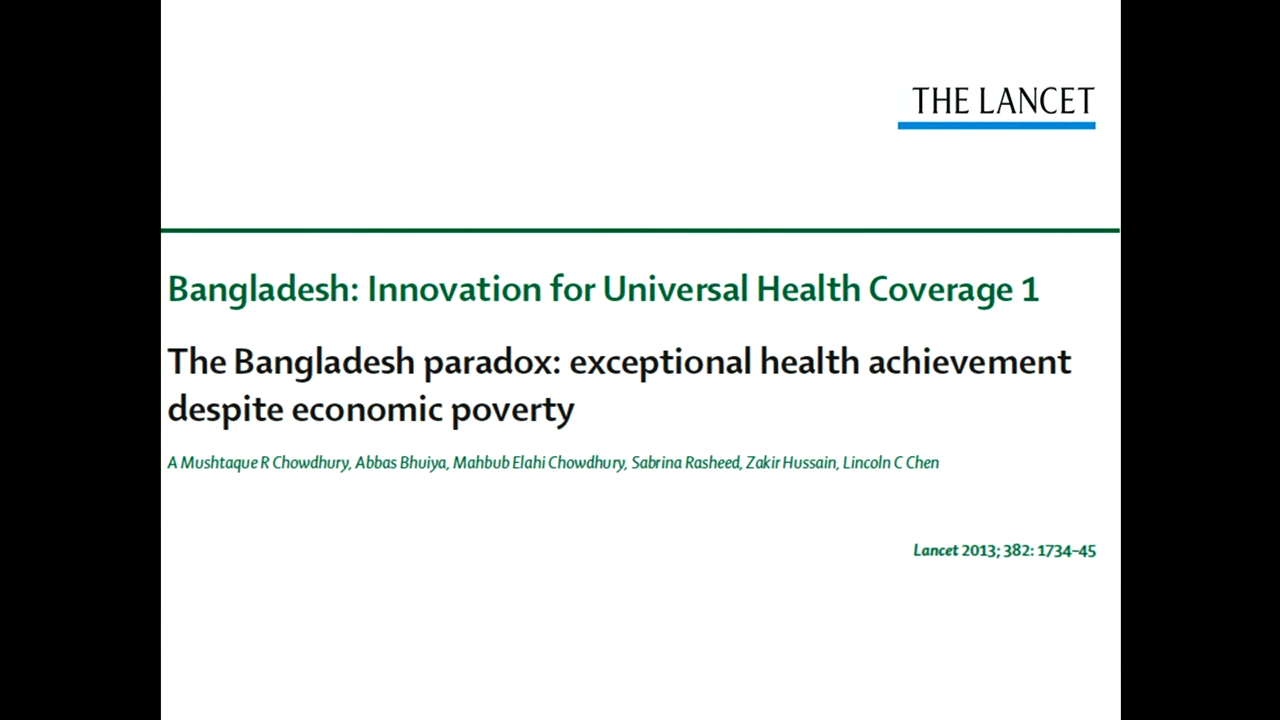 THE LANCET
Bangladesh: Innovation for Universal Health Coverage 1
The Bangladesh paradox: exceptional health achievement
despite economic poverty
A Mushtaque R Chowdhury, Abbas Bhuiya, Mahbub Elahi Chowdhury, Sabrina Rasheed, Zakir Hussain, Lincoln C Chen
Lancet 2013; 382: 1734–45